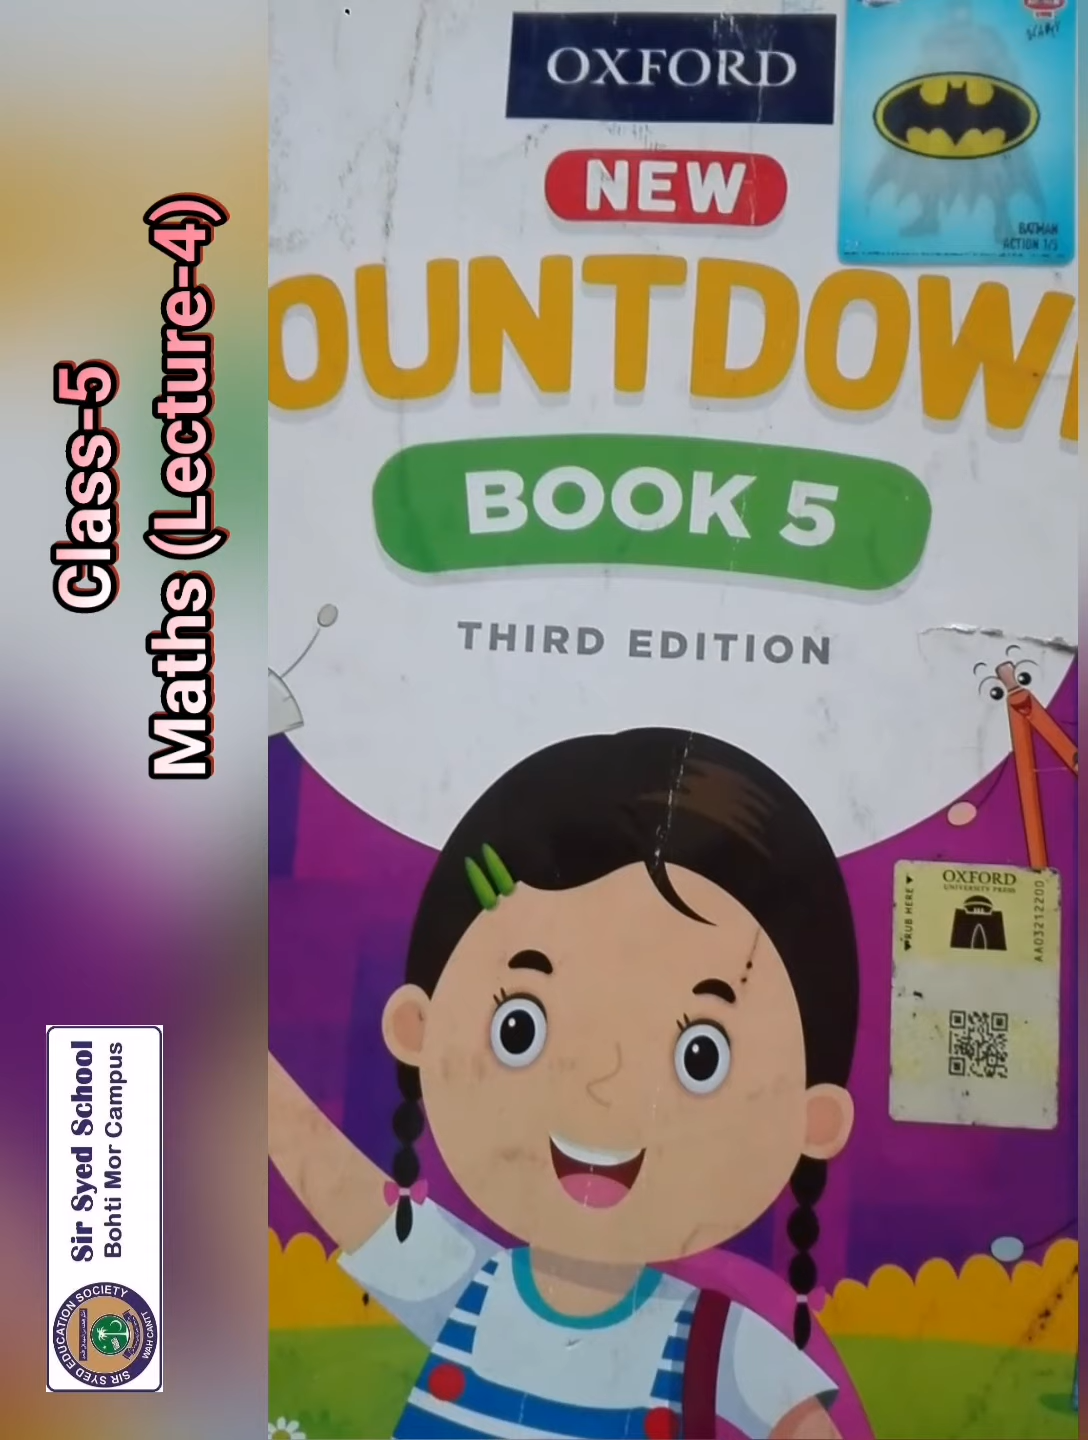 Class-5
Maths (Lecture-4)
Sir Syed School
Bohti Mor Campus
SIR SYED EDUCATION SOCIETY
WAH CANTT
OXFORD
NEW
OUNTDOW
BOOK 5
THIRD EDITION
BATMAN
ACTION 1/5
OXFORD
UNIVERSITY PRESS
RUB HERE
AA03212200